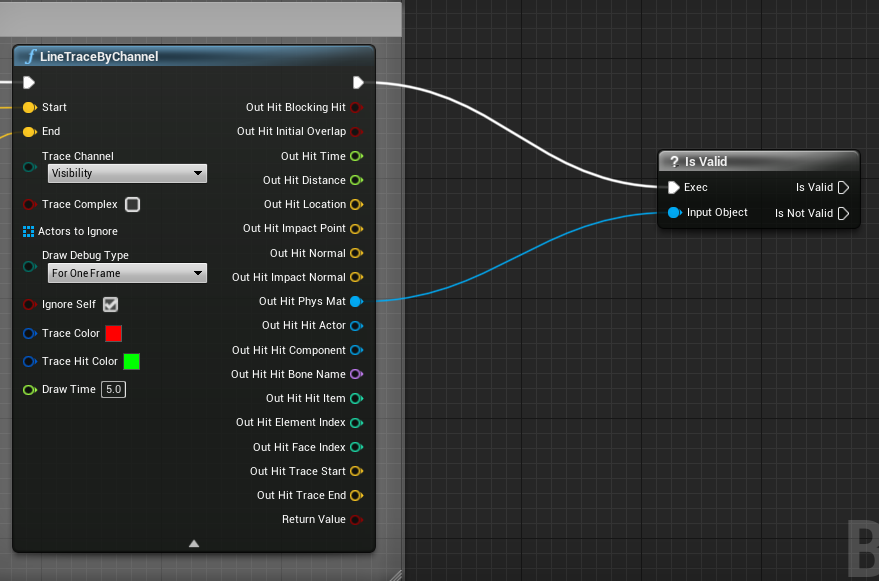 LineTraceByChannel
Start
End
Trace Channel
Visibility
Trace Complex
Actors to Ignore
Draw Debug Type
For One Frame
Ignore Self
Trace Color
Trace Hit Color
Draw Time 5.0
Out Hit Blocking Hit
Out Hit Initial Overlap
Out Hit Time
Out Hit Distance
Out Hit Location
Out Hit Impact Point
Out Hit Normal
Out Hit Impact Normal
Out Hit Phys Mat
Out Hit Hit Actor
Out Hit Hit Component
Out Hit Hit Bone Name
Out Hit Hit Item
Out Hit Element Index
Out Hit Face Index
Out Hit Trace Start
Out Hit Trace End
Return Value
? Is Valid
Exec
Input Object
Is Valid
Is Not Valid
B